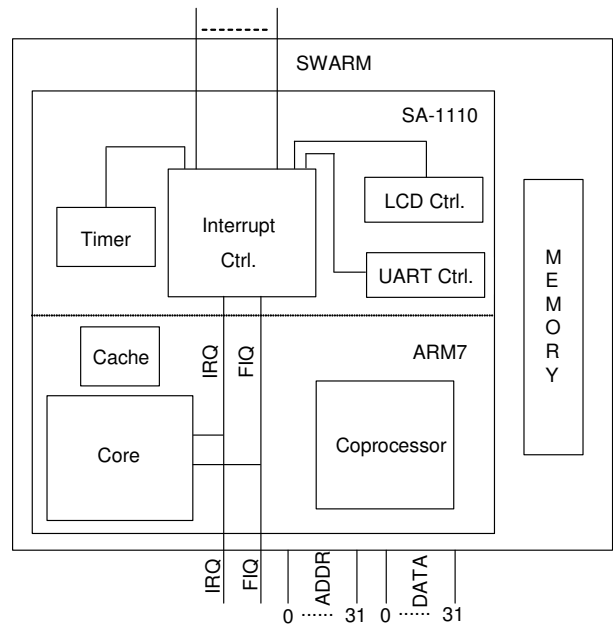 SWARM
SA-1110
LCD Ctrl.
Timer
Interrupt
Ctrl.
UART Ctrl.
M
E
M
O
R
Y
IRQ
FIQ
ARM7
Cache
Core
Coprocessor
IRQ
FIQ
ADDR
DATA
0 ...... 31 0 ...... 31